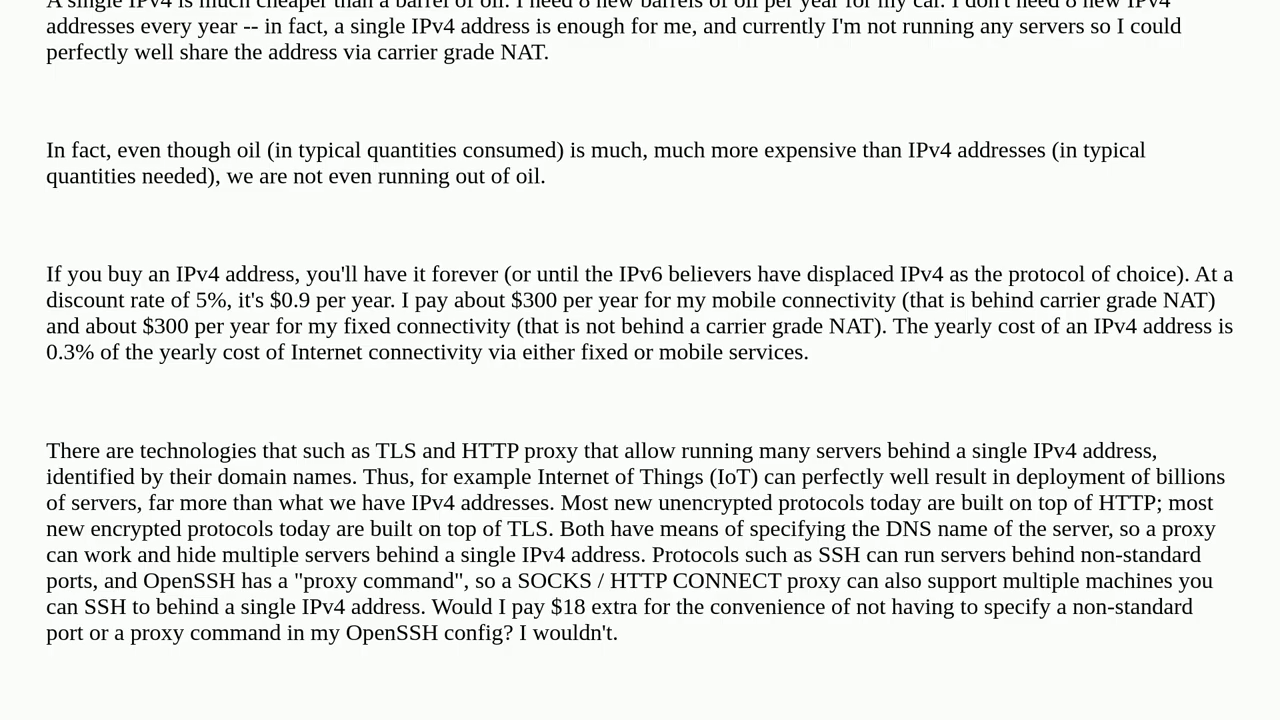 A single IPv4 is much cheaper than a barrel of oil. I need 8 new barrels of oil per year for my car. I don't need 8 new IPv4
addresses every year -- in fact, a single IPv4 address is enough for me, and currently I'm not running any servers so I could
perfectly well share the address via carrier grade NAT.
In fact, even though oil (in typical quantities consumed) is much, much more expensive than IPv4 addresses (in typical
quantities needed), we are not even running out of oil.
If you buy an IPv4 address, you'll have it forever (or until the IPv6 believers have displaced IPv4 as the protocol of choice). At a
discount rate of 5%, it's $0.9 per year. I pay about $300 per year for my mobile connectivity (that is behind carrier grade NAT)
and about $300 per year for my fixed connectivity (that is not behind a carrier grade NAT). The yearly cost of an IPv4 address is
0.3% of the yearly cost of Internet connectivity via either fixed or mobile services.
There are technologies that such as TLS and HTTP proxy that allow running many servers behind a single IPv4 address,
identified by their domain names. Thus, for example Internet of Things (IoT) can perfectly well result in deployment of billions
of servers, far more than what we have IPv4 addresses. Most new unencrypted protocols today are built on top of HTTP; most
new encrypted protocols today are built on top of TLS. Both have means of specifying the DNS name of the server, so a proxy
can work and hide multiple servers behind a single IPv4 address. Protocols such as SSH can run servers behind non-standard
ports, and OpenSSH has a "proxy command", so a SOCKS / HTTP CONNECT proxy can also support multiple machines you
can SSH to behind a single IPv4 address. Would I pay $18 extra for the convenience of not having to specify a non-standard
port or a proxy command in my OpenSSH config? I wouldn't.